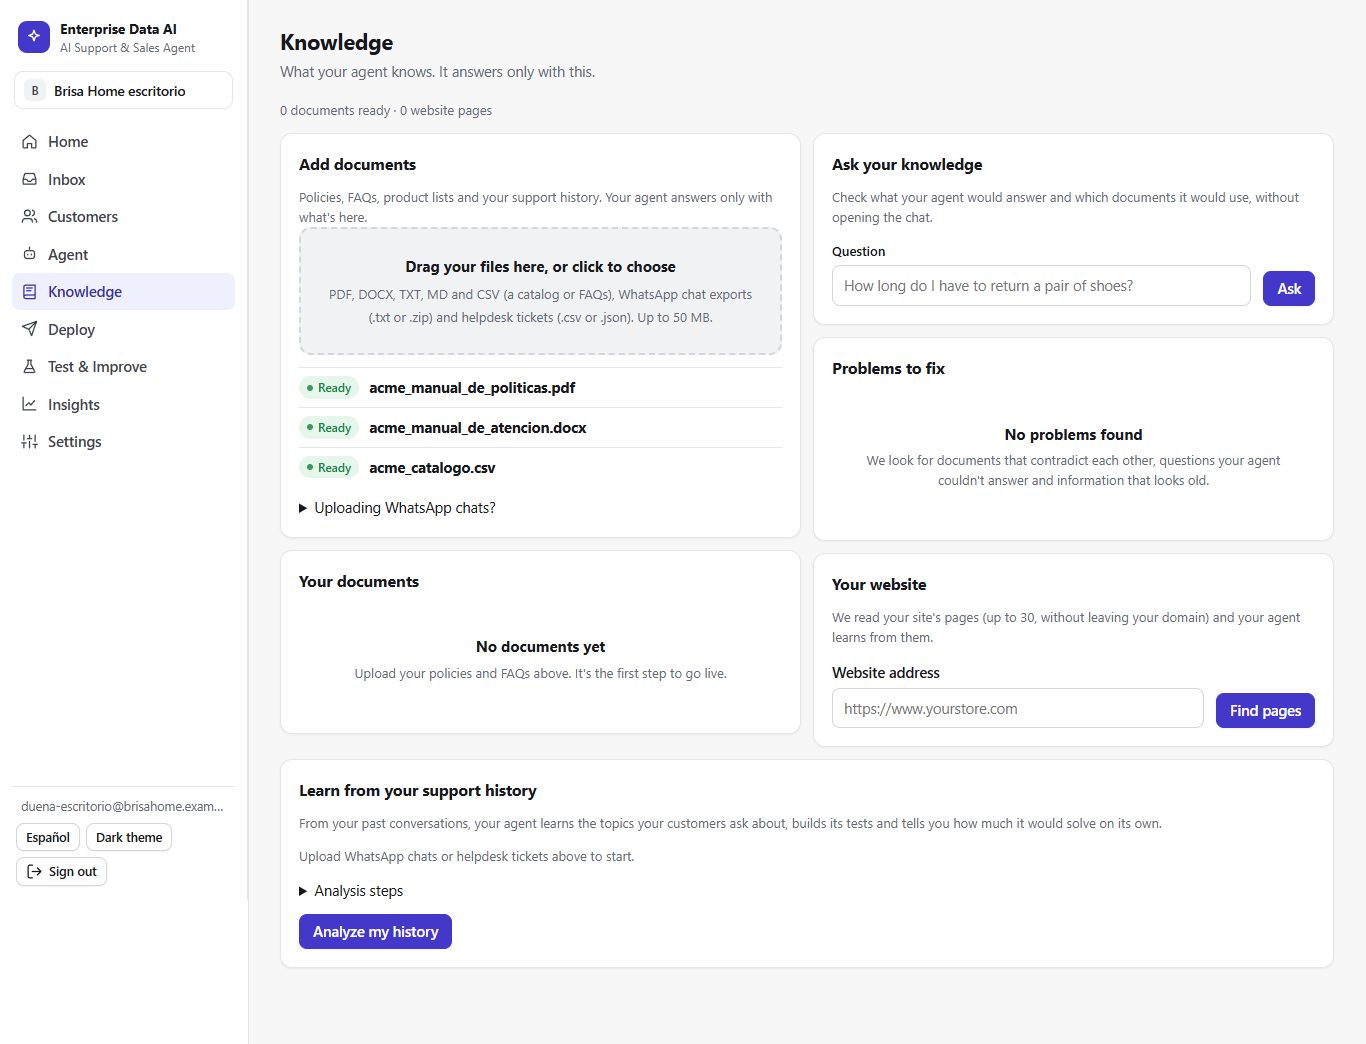 Enterprise Data AI
AI Support & Sales Agent
B Brisa Home escritorio
Home
Inbox
Customers
Agent
Knowledge
Deploy
Test & Improve
Insights
Settings
duena-escritorio@brisahome.exam...
Español Dark theme
Sign out
Knowledge
What your agent knows. It answers only with this.
0 documents ready · 0 website pages
Add documents
Policies, FAQs, product lists and your support history. Your agent answers only with
what's here.
Drag your files here, or click to choose
PDF, DOCX, TXT, MD and CSV (a catalog or FAQs), WhatsApp chat exports
(.txt or .zip) and helpdesk tickets (.csv or .json). Up to 50 MB.
Ready acme_manual_de_politicas.pdf
Ready acme_manual_de_atencion.docx
Ready acme_catalogo.csv
Uploading WhatsApp chats?
Your documents
No documents yet
Upload your policies and FAQs above. It's the first step to go live.
Ask your knowledge
Check what your agent would answer and which documents it would use, without
opening the chat.
Question
How long do I have to return a pair of shoes? Ask
Problems to fix
No problems found
We look for documents that contradict each other, questions your agent
couldn't answer and information that looks old.
Your website
We read your site's pages (up to 30, without leaving your domain) and your agent
learns from them.
Website address
https://www.yourstore.com Find pages
Learn from your support history
From your past conversations, your agent learns the topics your customers ask about, builds its tests and tells you how much it would solve on its own.
Upload WhatsApp chats or helpdesk tickets above to start.
Analysis steps
Analyze my history